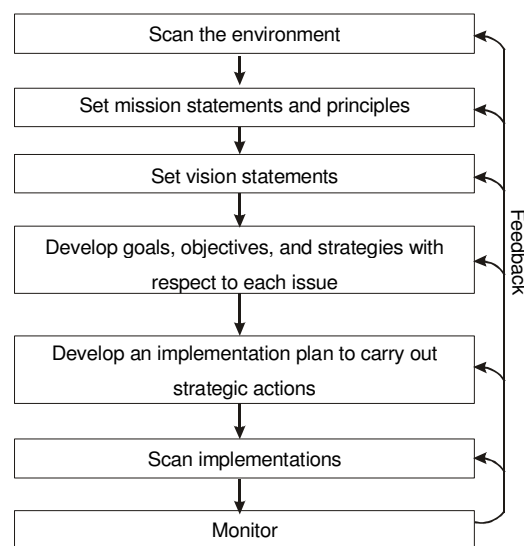 Scan the environment
Set mission statements and principles
Set vision statements
Develop goals, objectives, and strategies with
respect to each issue
Develop an implementation plan to carry out
strategic actions
Scan implementations
Monitor
Feedback